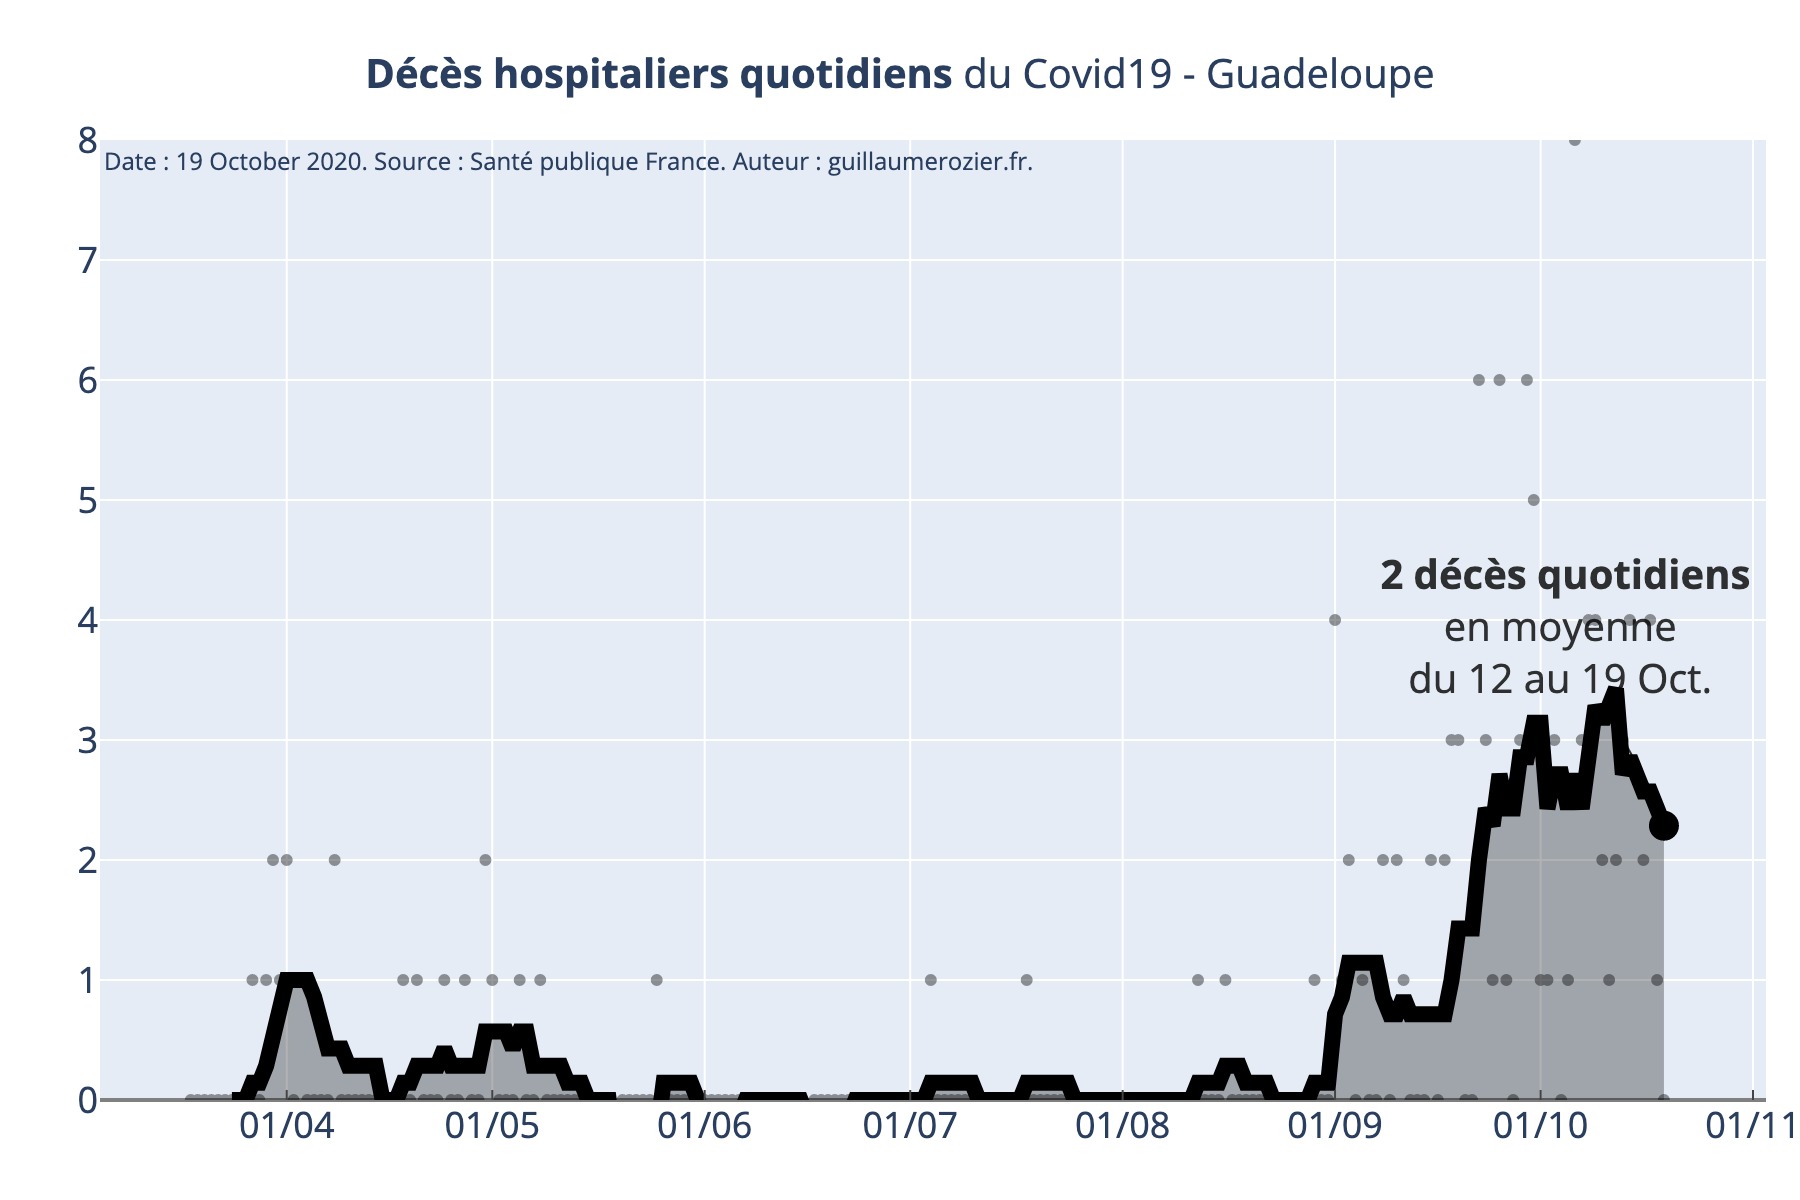 Décès hospitaliers quotidiens du Covid19 - Guadeloupe
8
Date : 19 October 2020. Source : Santé publique France. Auteur : guillaumerozier.fr.
7
6
5
2 décès quotidiens
4
en moyenne
du 12 au 19 Oct.
3
2
1
0
01/04 01/05 01/06 01/07 01/08 01/09 01/10 01/11